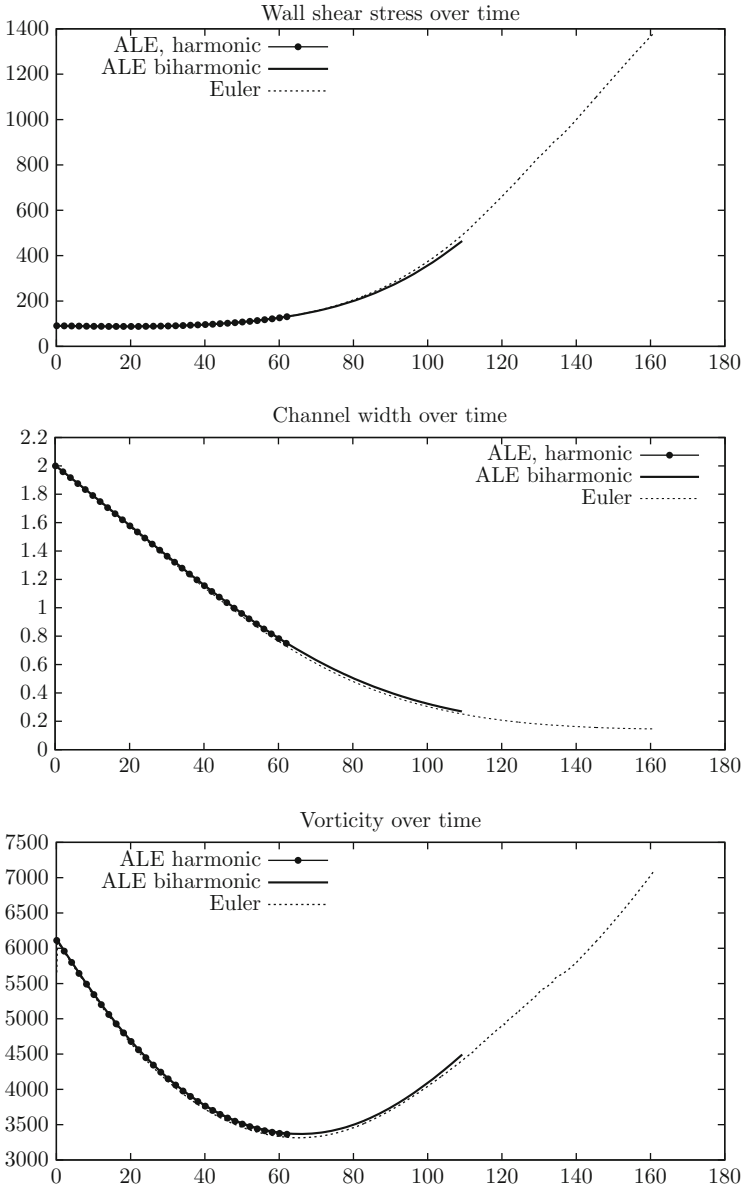 Wall shear stress over time
1400
1200
1000
800
600
400
200
0
ALE, harmonic
ALE biharmonic
Euler
0 20 40 60 80 100 120 140 160 180
Channel width over time
2.2
2
1.8
1.6
1.4
1.2
1
0.8
0.6
0.4
0.2
0
ALE, harmonic
ALE biharmonic
Euler
0 20 40 60 80 100 120 140 160 180
Vorticity over time
7500
7000
6500
6000
5500
5000
4500
4000
3500
3000
ALE harmonic
ALE biharmonic
Euler
0 20 40 60 80 100 120 140 160 180